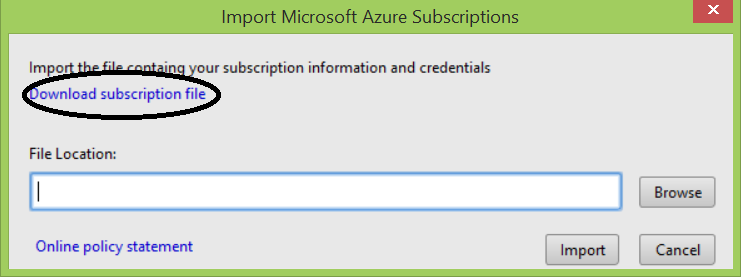 Import Microsoft Azure Subscriptions
Import the file containg your subscription information and credentials
Download subscription file
File Location:
Browse
Online policy statement
Import
Cancel